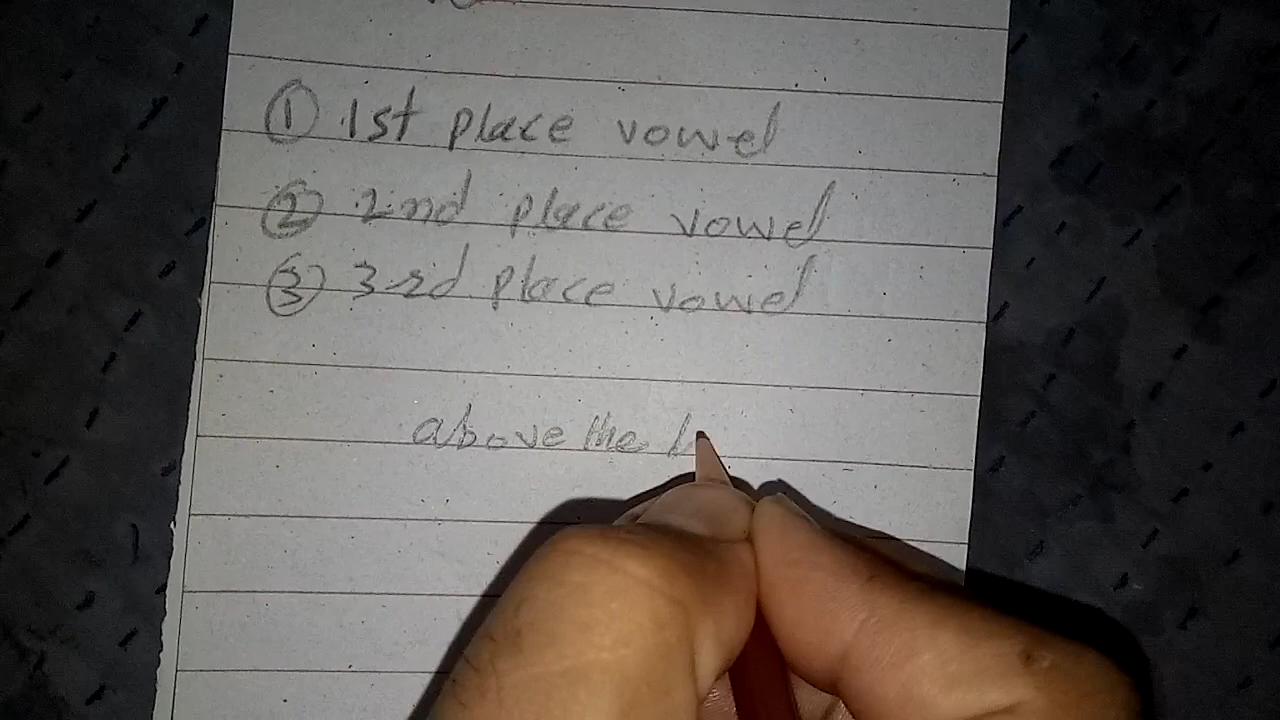 ① 1st place vowel
② 2nd place vowel
③ 3rd place vowel
above the